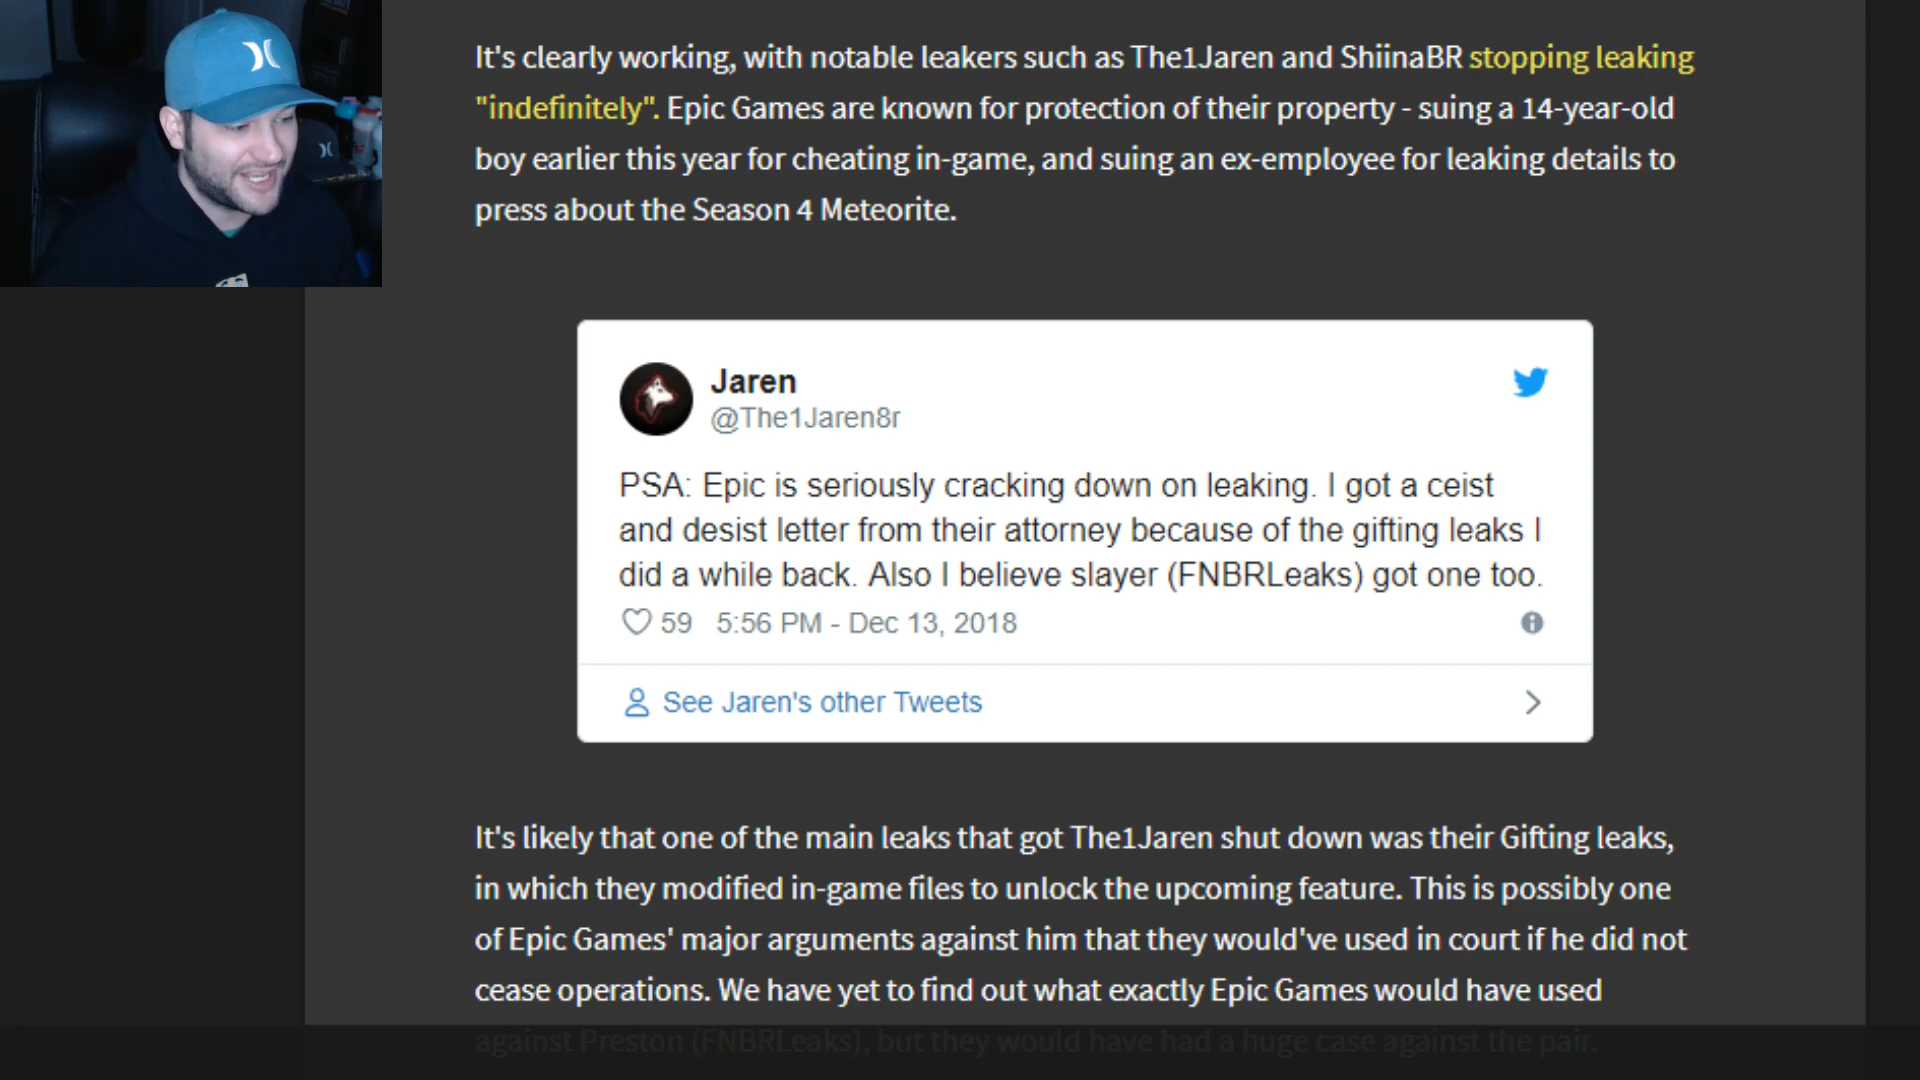 It's clearly working, with notable leakers such as The1Jaren and ShiinaBR stopping leaking
"indefinitely". Epic Games are known for protection of their property - suing a 14-year-old
boy earlier this year for cheating in-game, and suing an ex-employee for leaking details to
press about the Season 4 Meteorite.
Jaren
@The1Jaren8r
PSA: Epic is seriously cracking down on leaking. I got a ceist
and desist letter from their attorney because of the gifting leaks I
did a while back. Also I believe slayer (FNBRLeaks) got one too.
59 5:56 PM - Dec 13, 2018
See Jaren's other Tweets
It's likely that one of the main leaks that got The1Jaren shut down was their Gifting leaks,
in which they modified in-game files to unlock the upcoming feature. This is possibly one
of Epic Games' major arguments against him that they would've used in court if he did not
cease operations. We have yet to find out what exactly Epic Games would have used
against Preston (FNBRLeaks), but they would have had a huge case against the pair.